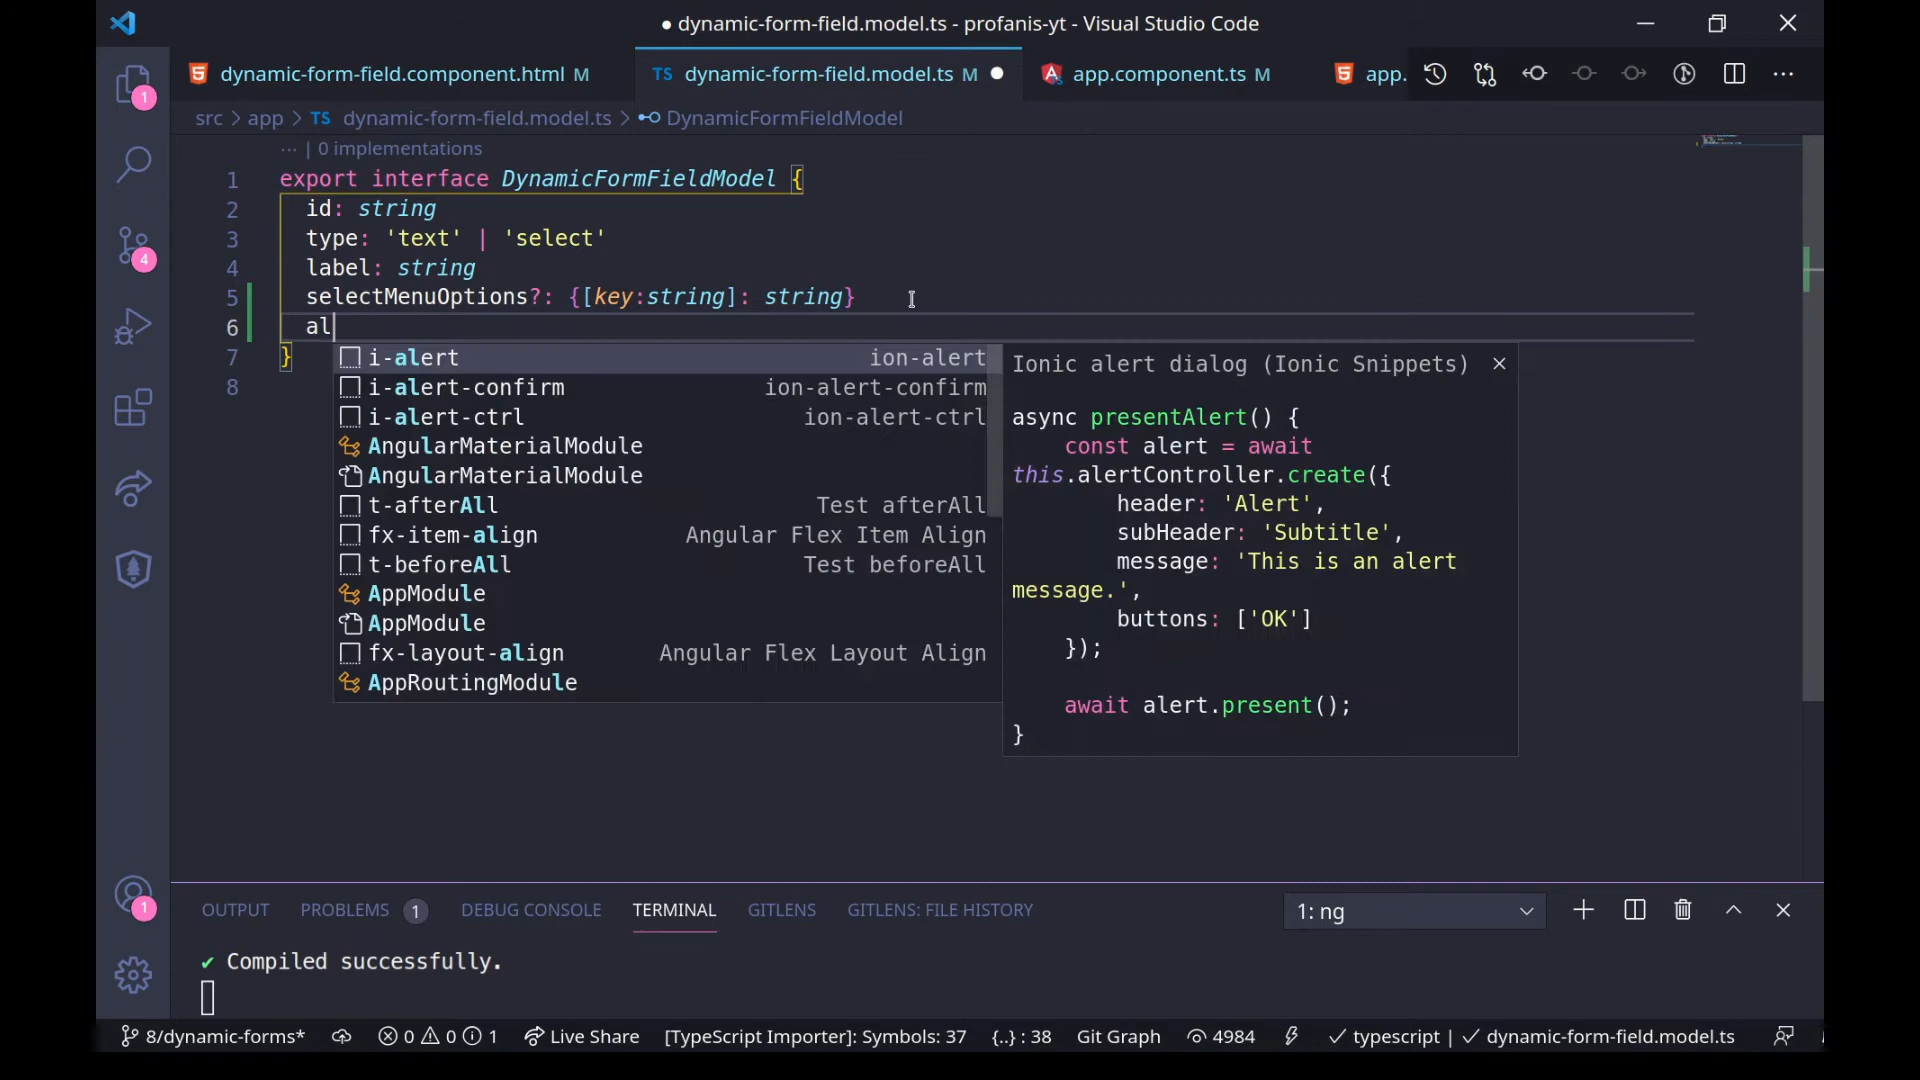 ● dynamic-form-field.model.ts - profanis-yt - Visual Studio Code
dynamic-form-field.component.html M
TS dynamic-form-field.model.ts M ●
app.component.ts M
app.
src > app > TS dynamic-form-field.model.ts > DynamicFormFieldModel
··· | 0 implementations
1 export interface DynamicFormFieldModel {
2 id: string
3 type: 'text' | 'select'
4 label: string
5 selectMenuOptions?: {[key:string]: string}
6 al
7 }
8
i-alert ion-alert
i-alert-confirm ion-alert-confirm
i-alert-ctrl ion-alert-ctrl
AngularMaterialModule
AngularMaterialModule
t-afterAll Test afterAll
fx-item-align Angular Flex Item Align
t-beforeAll Test beforeAll
AppModule
AppModule
fx-layout-align Angular Flex Layout Align
AppRoutingModule
Ionic alert dialog (Ionic Snippets)
async presentAlert() {
const alert = await
this.alertController.create({
header: 'Alert',
subHeader: 'Subtitle',
message: 'This is an alert
message.',
buttons: ['OK']
});
await alert.present();
}
1
4
1
OUTPUT PROBLEMS 1 DEBUG CONSOLE TERMINAL GITLENS GITLENS: FILE HISTORY 1: ng
✔ Compiled successfully.
8/dynamic-forms* 0 0 1 Live Share [TypeScript Importer]: Symbols: 37 {..} : 38 Git Graph 4984 ✓ typescript | ✓ dynamic-form-field.model.ts